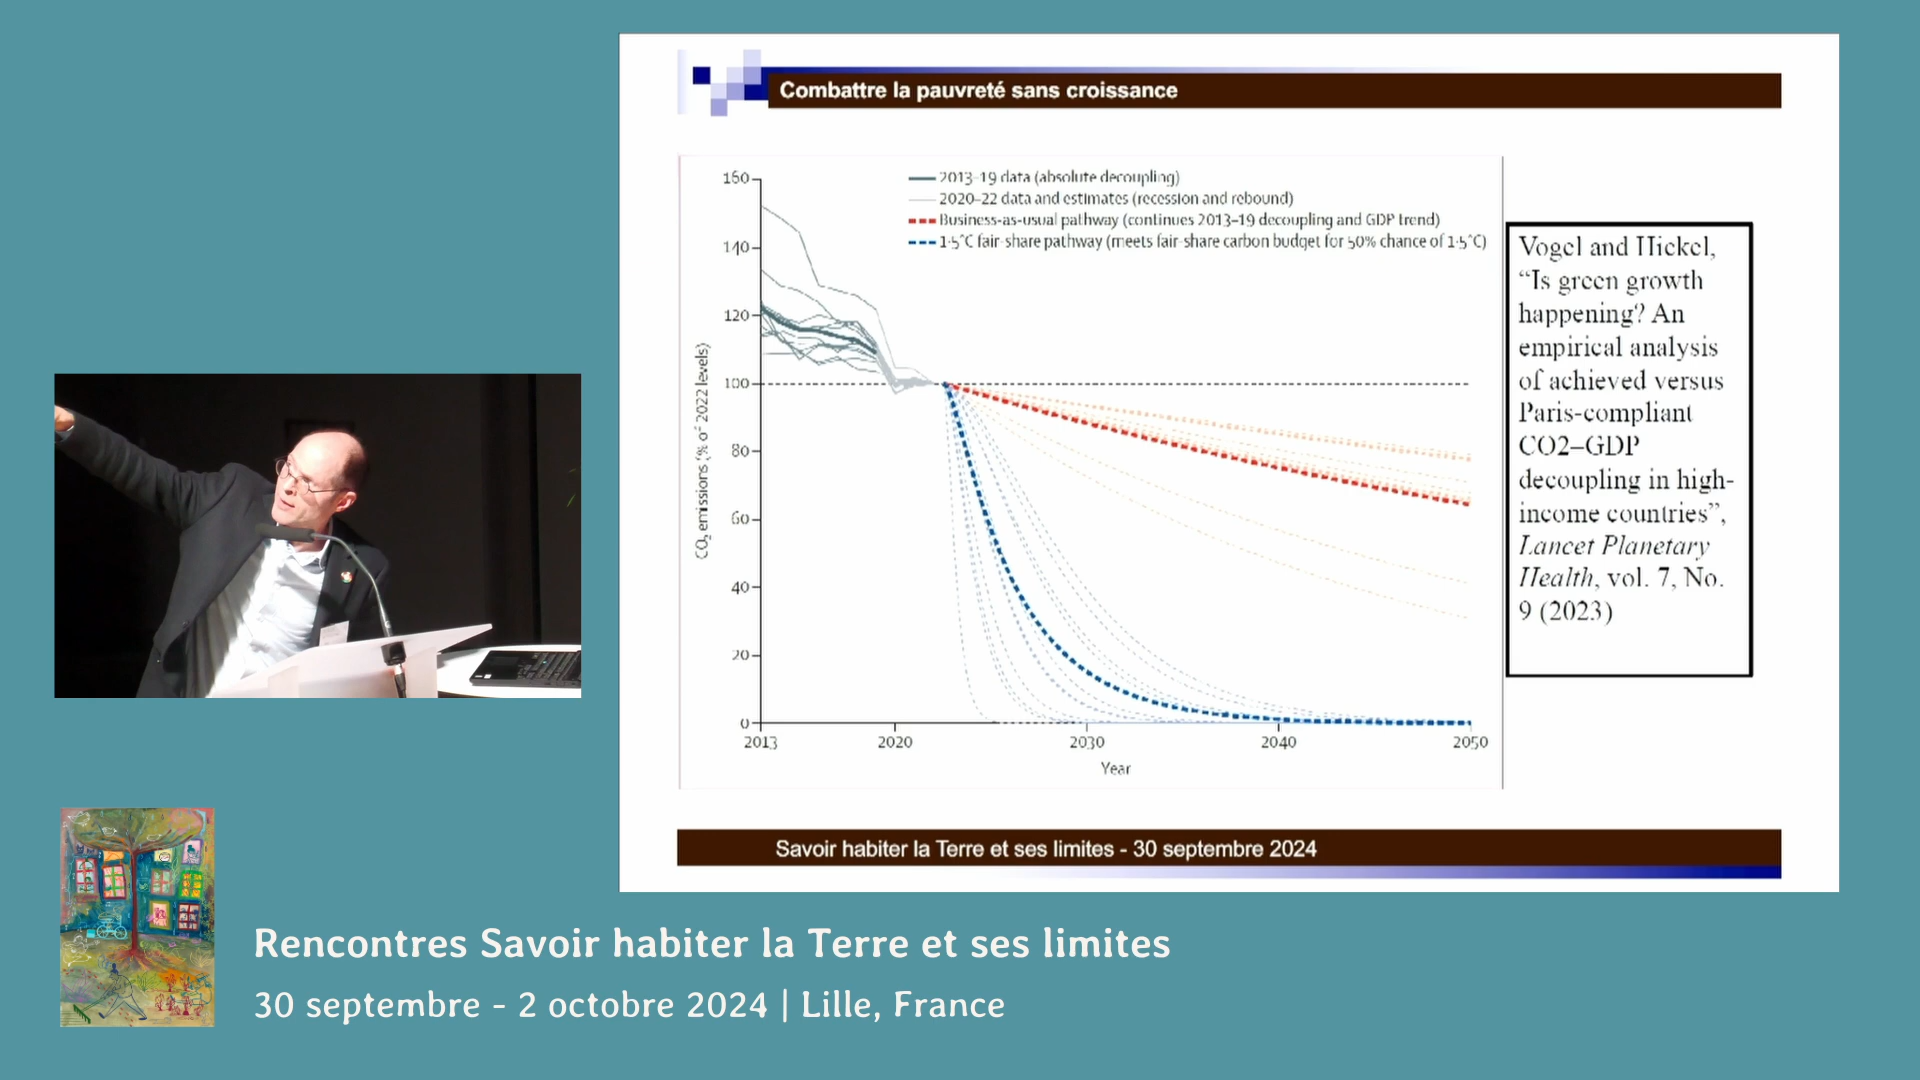 Combattre la pauvreté sans croissance
2013–19 data (absolute decoupling)
2020–22 data and estimates (recession and rebound)
Business-as-usual pathway (continues 2013–19 decoupling and GDP trend)
1·5°C fair-share pathway (meets fair-share carbon budget for 50% chance of 1·5°C)
160
140
120
100
80
60
40
20
0
CO₂ emissions (% of 2022 levels)
2013
2020
2030
2040
2050
Year
Vogel and Hickel,
“Is green growth
happening? An
empirical analysis
of achieved versus
Paris-compliant
CO2–GDP
decoupling in high-
income countries”,
Lancet Planetary
Health, vol. 7, No.
9 (2023)
Savoir habiter la Terre et ses limites - 30 septembre 2024
Rencontres Savoir habiter la Terre et ses limites
30 septembre - 2 octobre 2024 | Lille, France